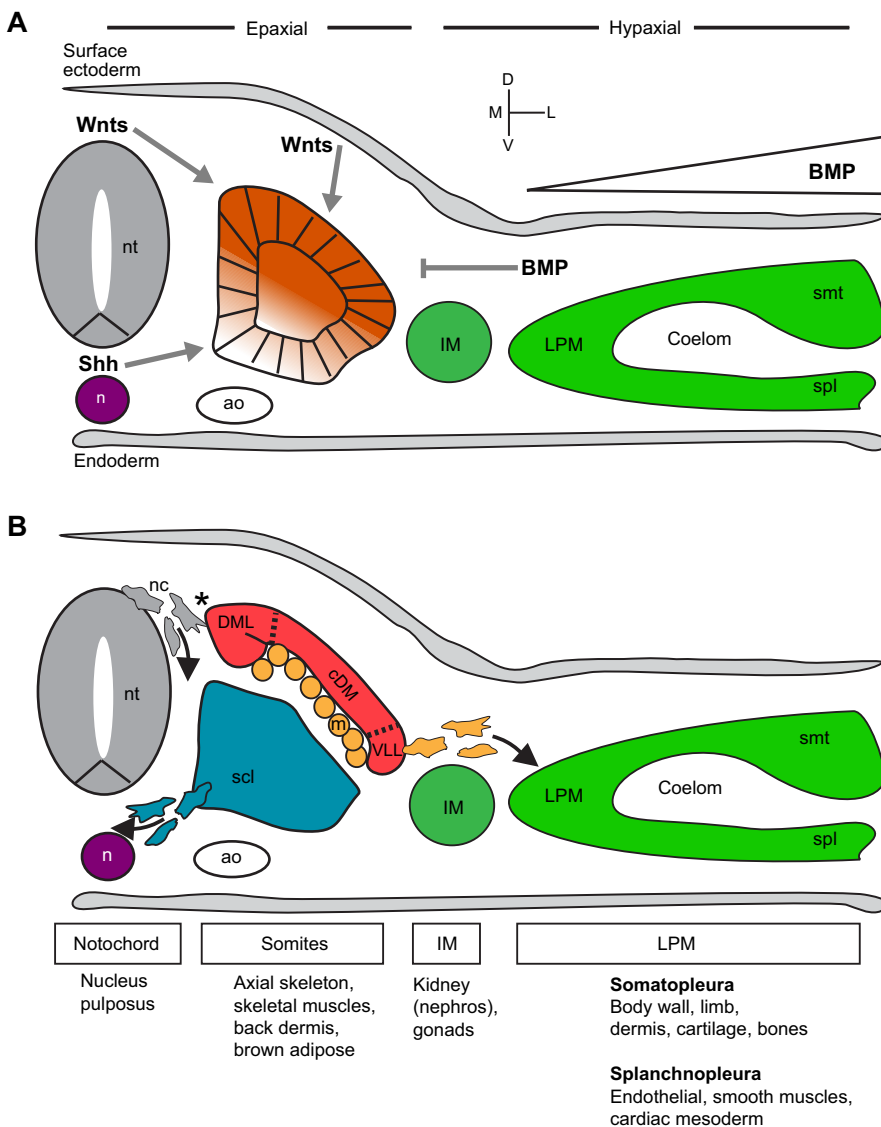 A
Epaxial
Hypaxial
Surface
ectoderm
D
M
L
V
Wnts
Wnts
BMP
nt
BMP
smt
IM
LPM
Coelom
Shh
n
ao
spl
Endoderm
B
nc
*
DML
nt
cDM
m
VLL
smt
scl
IM
LPM
Coelom
n
ao
spl
Notochord
Somites
IM
LPM
Nucleus
pulposus
Axial skeleton,
skeletal muscles,
back dermis,
brown adipose
Kidney
(nephros),
gonads
Somatopleura
Body wall, limb,
dermis, cartilage, bones
Splanchnopleura
Endothelial, smooth muscles,
cardiac mesoderm